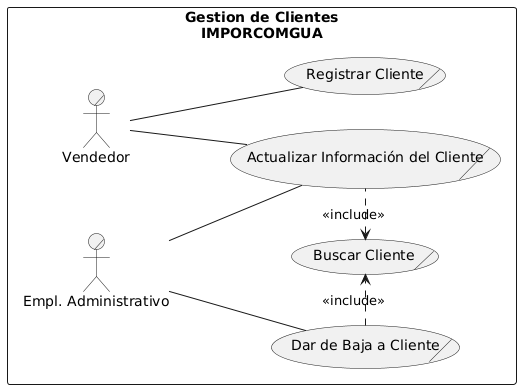 Gestion de Clientes
IMPORCOMGUA
Registrar Cliente
Vendedor
Actualizar Información del Cliente
«include»
Buscar Cliente
Empl. Administrativo
«include»
Dar de Baja a Cliente